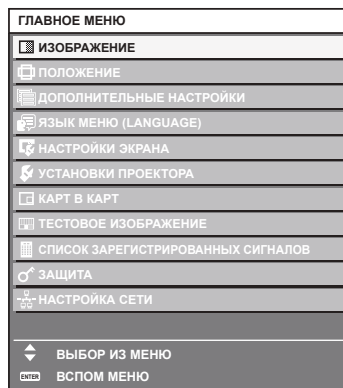 ГЛАВНОЕ МЕНЮ
ИЗОБРАЖЕНИЕ
ПОЛОЖЕНИЕ
ДОПОЛНИТЕЛЬНЫЕ НАСТРОЙКИ
ЯЗЫК МЕНЮ (LANGUAGE)
НАСТРОЙКИ ЭКРАНА
УСТАНОВКИ ПРОЕКТОРА
КАРТ В КАРТ
ТЕСТОВОЕ ИЗОБРАЖЕНИЕ
СПИСОК ЗАРЕГИСТРИРОВАННЫХ СИГНАЛОВ
ЗАЩИТА
НАСТРОЙКА СЕТИ
ВЫБОР ИЗ МЕНЮ
ENTER ВСПОМ МЕНЮ